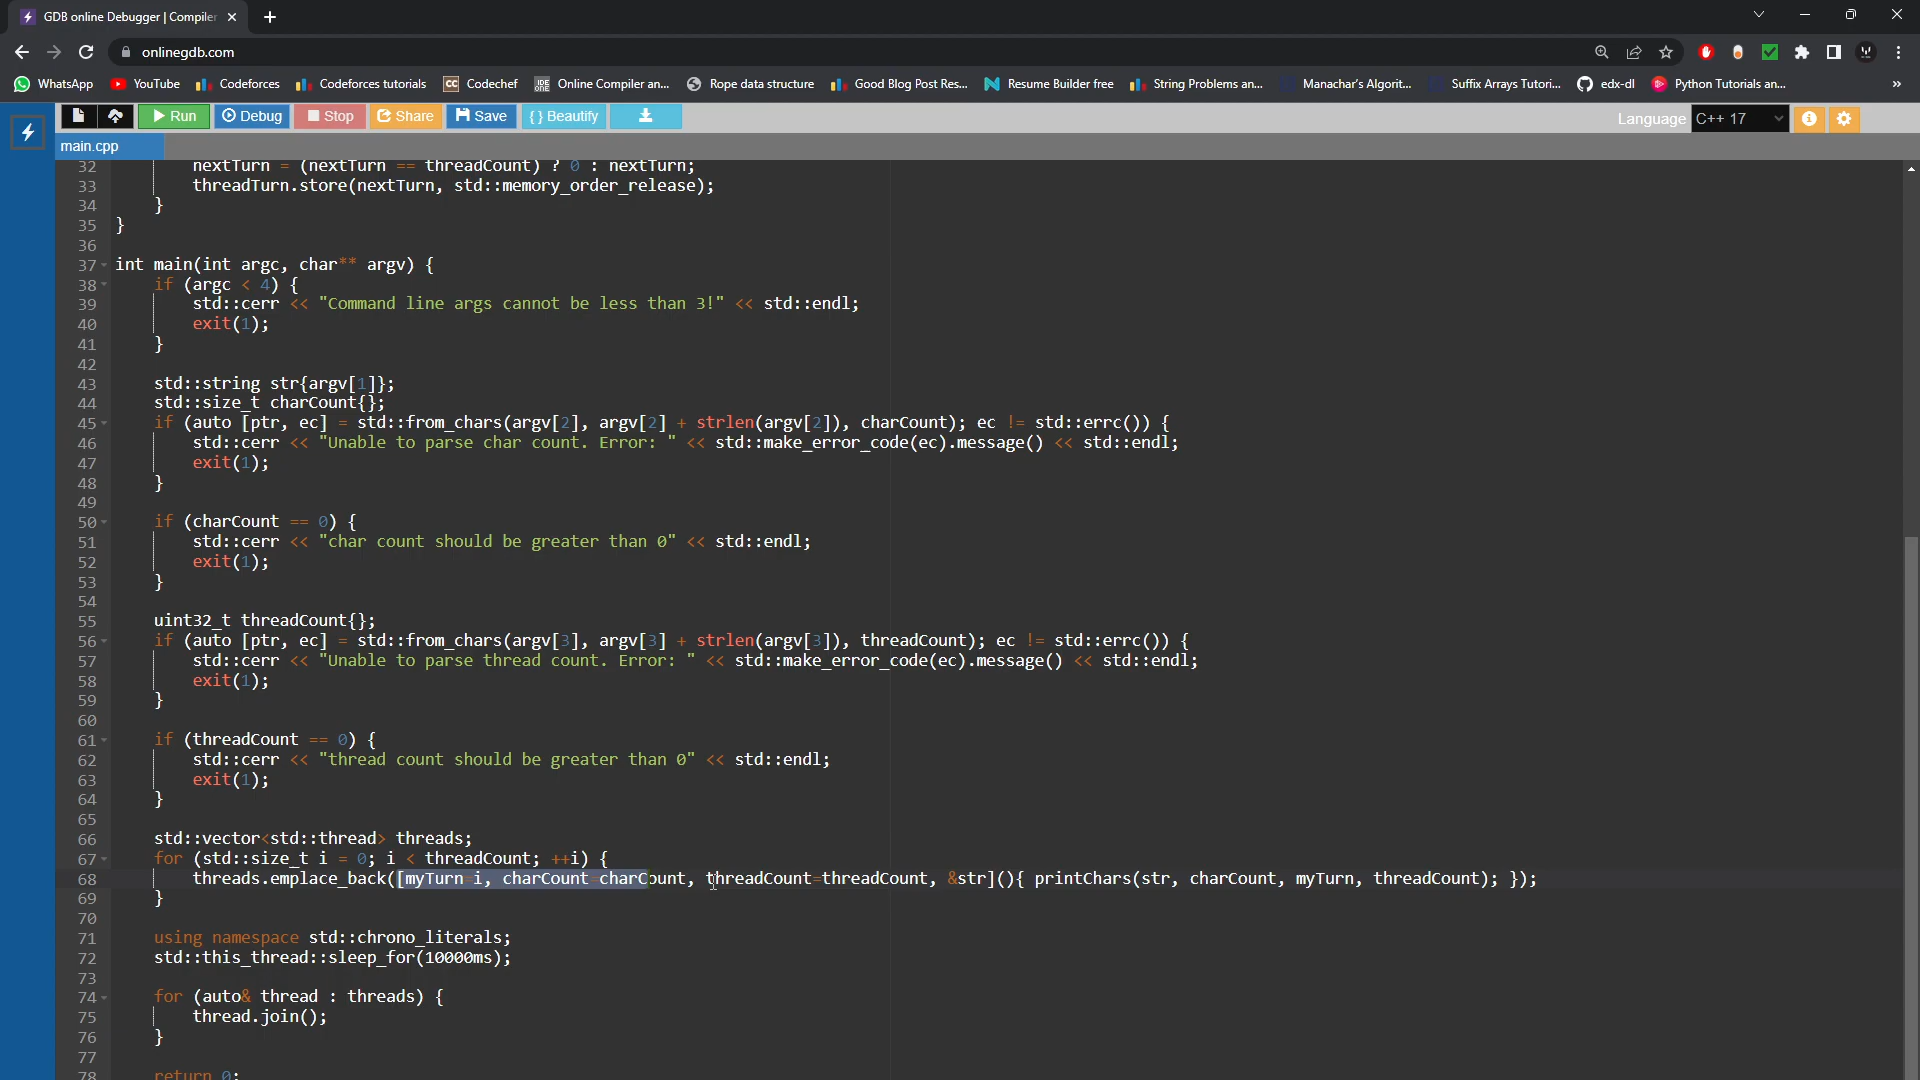 GDB online Debugger | Compiler
onlinegdb.com
WhatsApp YouTube Codeforces Codeforces tutorials Codechef Online Compiler an... Rope data structure Good Blog Post Res... Resume Builder free String Problems an... Manachar's Algorit... Suffix Arrays Tutori... edx-dl Python Tutorials an... »
Run Debug Stop Share Save { } Beautify Language C++ 17
main.cpp
32 nextTurn = (nextTurn == threadCount) ? 0 : nextTurn;
33 threadTurn.store(nextTurn, std::memory_order_release);
34 }
35 }
36
37 int main(int argc, char** argv) {
38 if (argc < 4) {
39 std::cerr << "Command line args cannot be less than 3!" << std::endl;
40 exit(1);
41 }
42
43 std::string str{argv[1]};
44 std::size_t charCount{};
45 if (auto [ptr, ec] = std::from_chars(argv[2], argv[2] + strlen(argv[2]), charCount); ec != std::errc()) {
46 std::cerr << "Unable to parse char count. Error: " << std::make_error_code(ec).message() << std::endl;
47 exit(1);
48 }
49
50 if (charCount == 0) {
51 std::cerr << "char count should be greater than 0" << std::endl;
52 exit(1);
53 }
54
55 uint32_t threadCount{};
56 if (auto [ptr, ec] = std::from_chars(argv[3], argv[3] + strlen(argv[3]), threadCount); ec != std::errc()) {
57 std::cerr << "Unable to parse thread count. Error: " << std::make_error_code(ec).message() << std::endl;
58 exit(1);
59 }
60
61 if (threadCount == 0) {
62 std::cerr << "thread count should be greater than 0" << std::endl;
63 exit(1);
64 }
65
66 std::vector<std::thread> threads;
67 for (std::size_t i = 0; i < threadCount; ++i) {
68 threads.emplace_back([myTurn=i, charCount=charCount, threadCount=threadCount, &str](){ printChars(str, charCount, myTurn, threadCount); });
69 }
70
71 using namespace std::chrono_literals;
72 std::this_thread::sleep_for(10000ms);
73
74 for (auto& thread : threads) {
75 thread.join();
76 }
77
78 return 0;